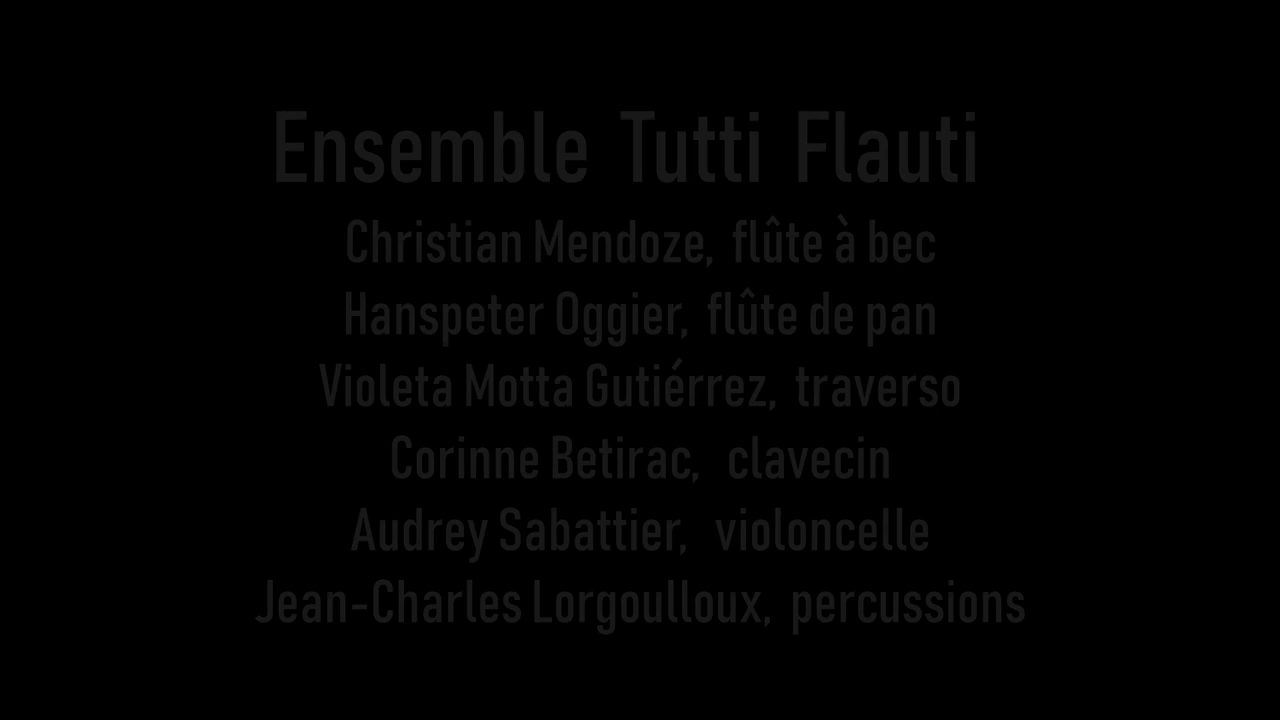 Ensemble Tutti Flauti
Christian Mendoze, flûte à bec
Hanspeter Oggier, flûte de pan
Violeta Motta Gutiérrez, traverso
Corinne Betirac, clavecin
Audrey Sabattier, violoncelle
Jean-Charles Lorgoulloux, percussions